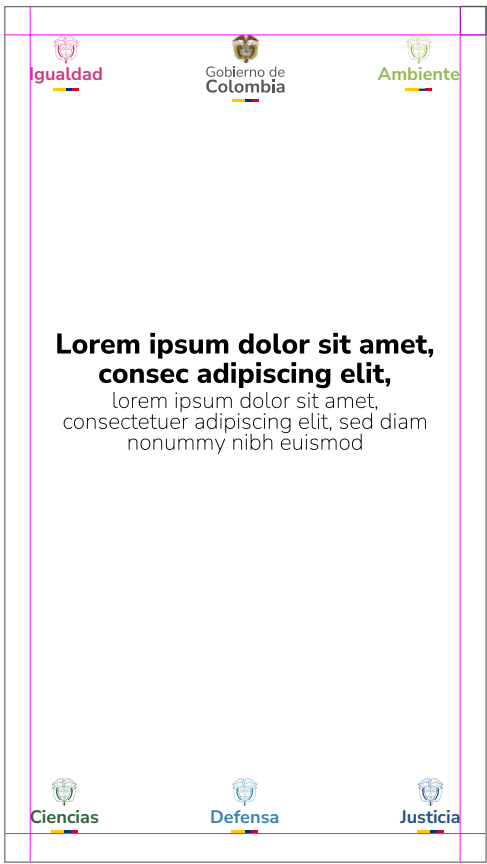 Igualdad
Gobierno de
Colombia
Ambiente
Lorem ipsum dolor sit amet,
consec adipiscing elit,
lorem ipsum dolor sit amet,
consectetuer adipiscing elit, sed diam
nonummy nibh euismod
Ciencias
Defensa
Justicia